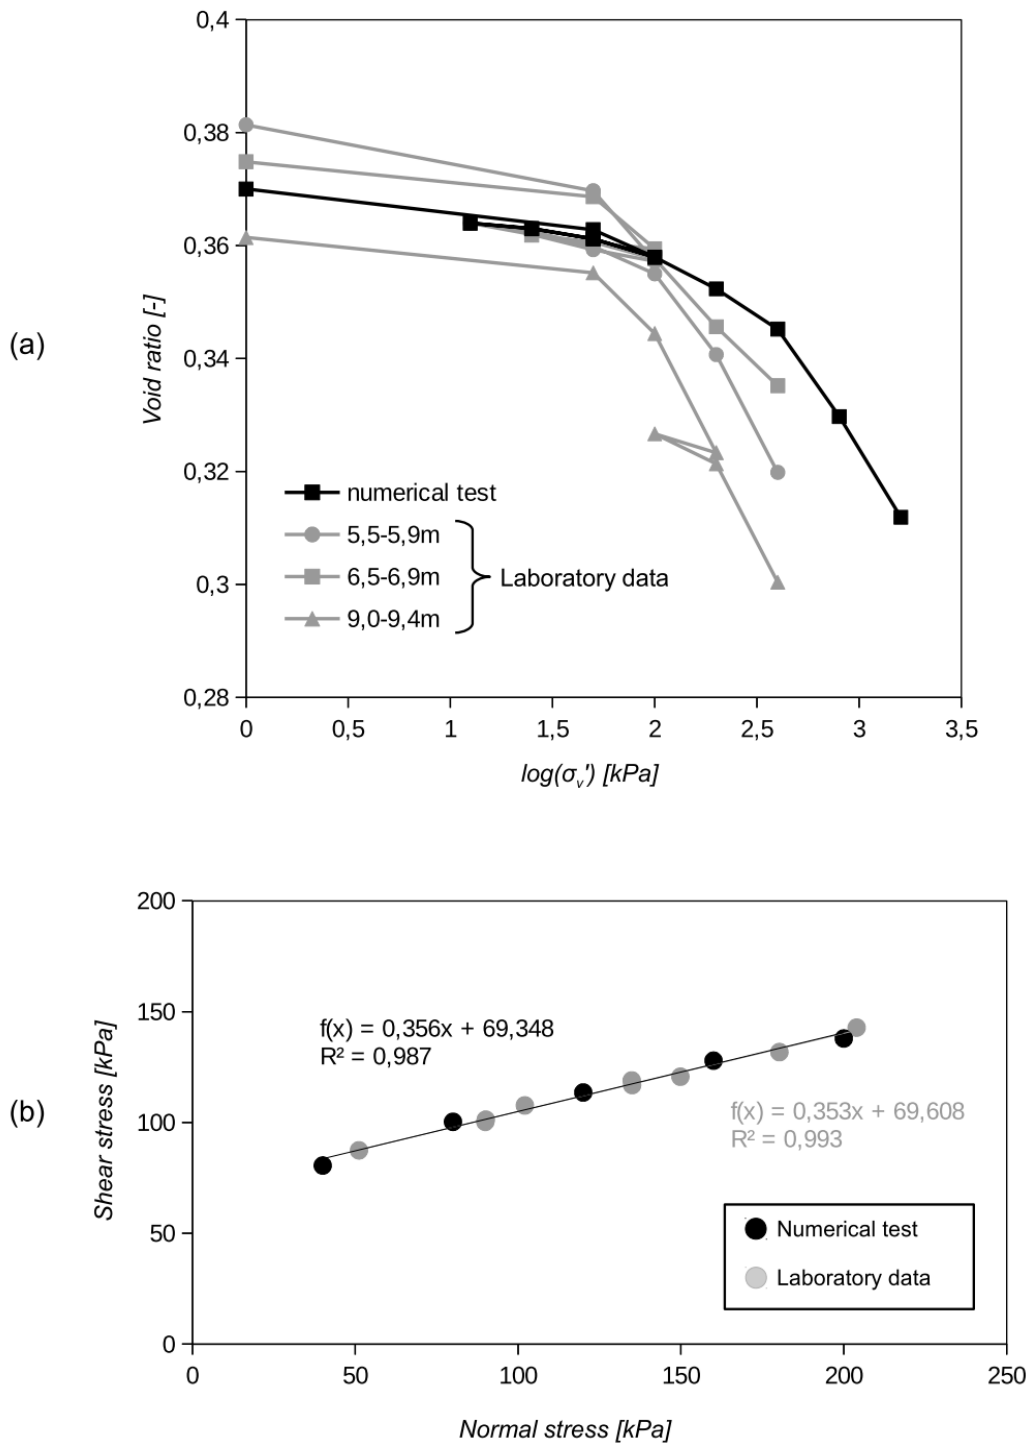 (a)
Void ratio [-]
0,4
0,38
0,36
0,34
0,32
0,3
0,28
numerical test
5,5-5,9m
6,5-6,9m
9,0-9,4m
Laboratory data
0 0,5 1 1,5 2 2,5 3 3,5
log(σᵥ') [kPa]
(b)
Shear stress [kPa]
200
150
100
50
0
f(x) = 0,356x + 69,348
R² = 0,987
f(x) = 0,353x + 69,608
R² = 0,993
Numerical test
Laboratory data
0 50 100 150 200 250
Normal stress [kPa]